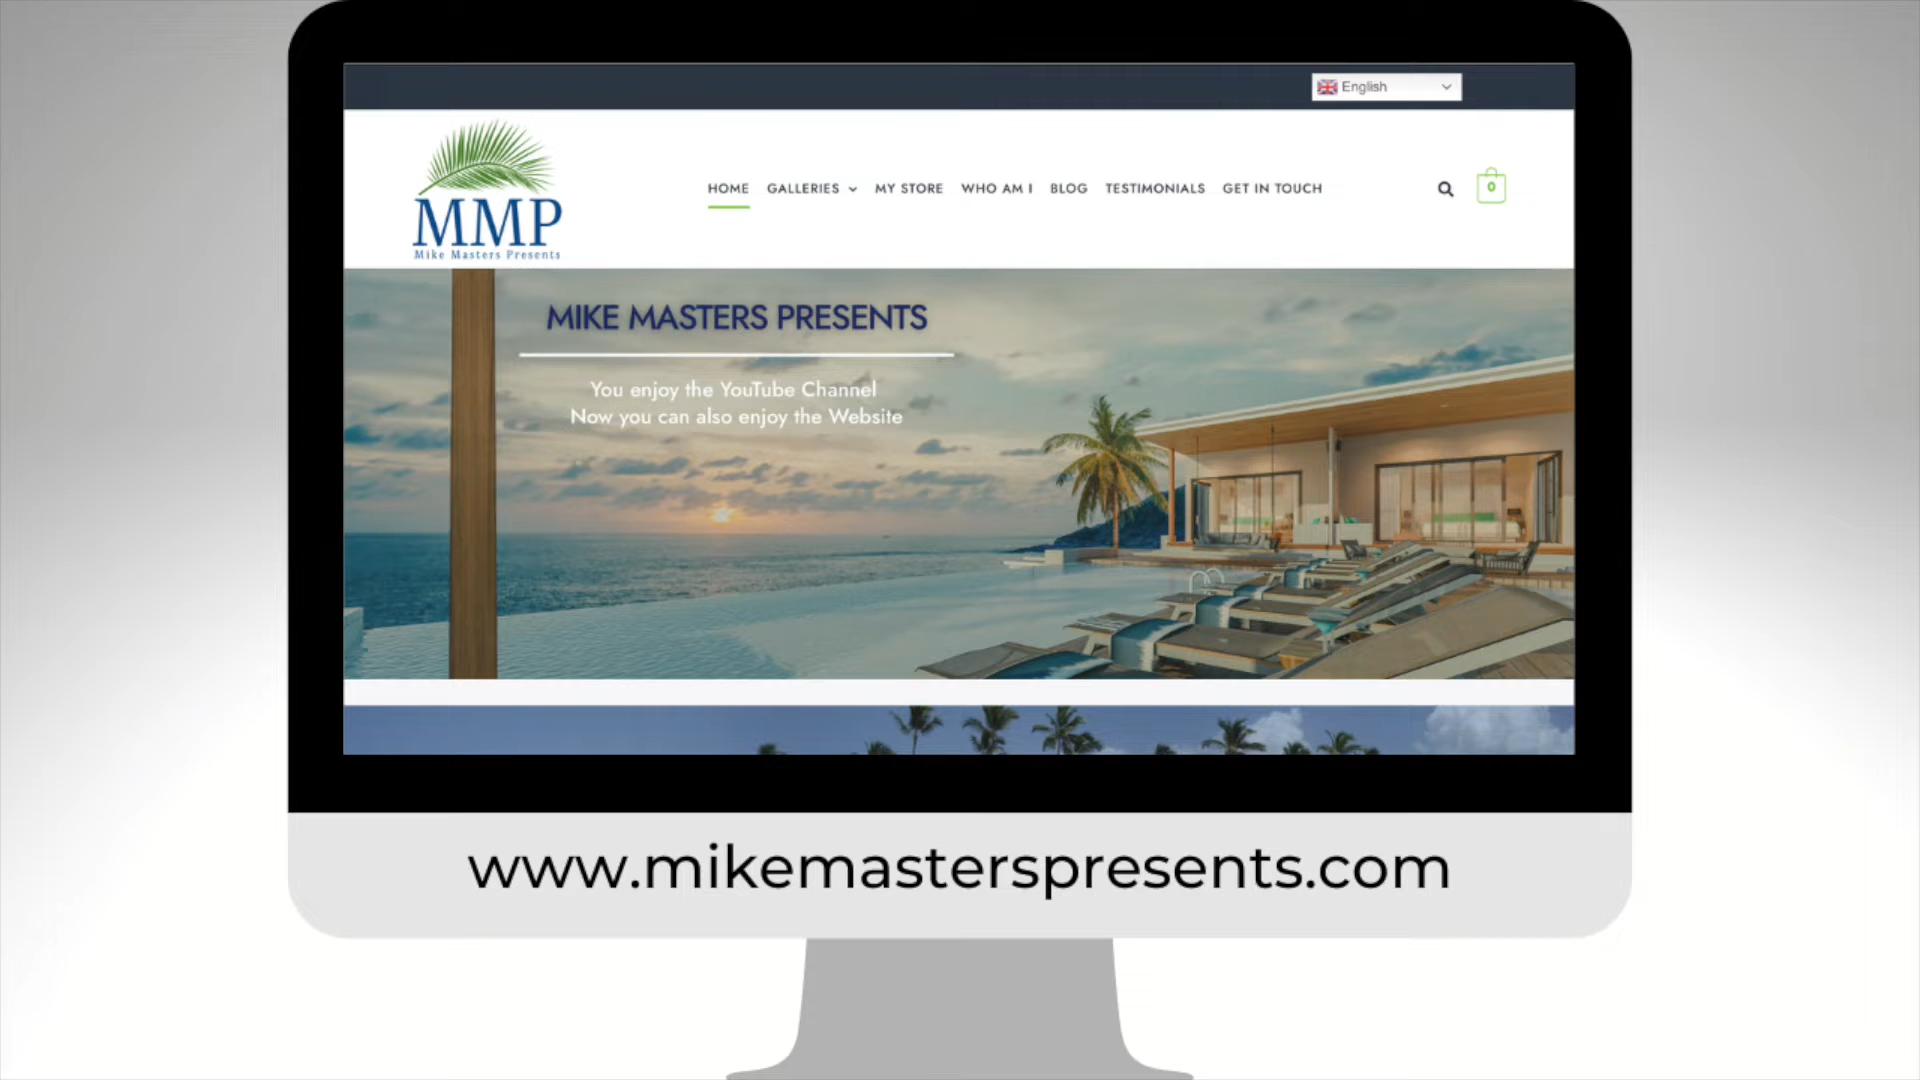 English
MMP
Mike Masters Presents
HOME GALLERIES MY STORE WHO AM I BLOG TESTIMONIALS GET IN TOUCH
0
MIKE MASTERS PRESENTS
You enjoy the YouTube Channel
Now you can also enjoy the Website
www.mikemasterspresents.com